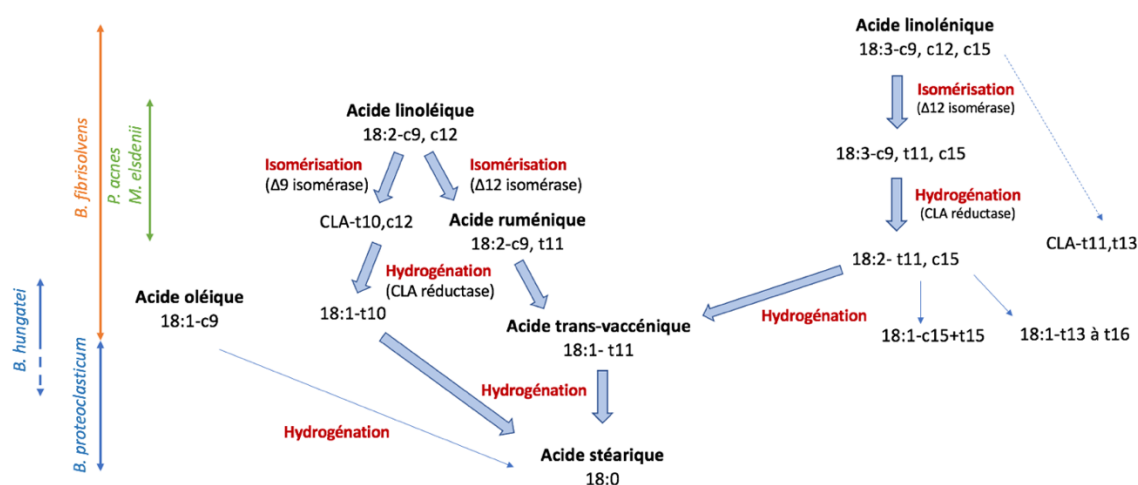 B. fibrisolvens
P. acnes
M. elsdenii
B. hungatei
B. proteoclasticum
Acide linoléique
18:2-c9, c12
Isomérisation
(Δ9 isomérase)
Isomérisation
(Δ12 isomérase)
CLA-t10,c12
Acide ruménique
18:2-c9, t11
Hydrogénation
(CLA réductase)
Acide oléique
18:1-c9
18:1-t10
Acide trans-vaccénique
18:1- t11
Hydrogénation
Hydrogénation
Acide stéarique
18:0
Acide linolénique
18:3-c9, c12, c15
Isomérisation
(Δ12 isomérase)
18:3-c9, t11, c15
Hydrogénation
(CLA réductase)
CLA-t11,t13
18:2- t11, c15
Hydrogénation
18:1-c15+t15
18:1-t13 à t16